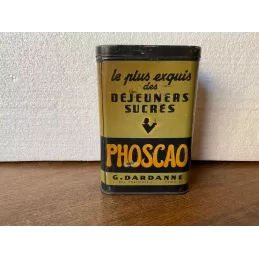 le plus exquis
des
DÉJEUNERS
SUCRÉS
PHOSCAO
G. DARDANNE